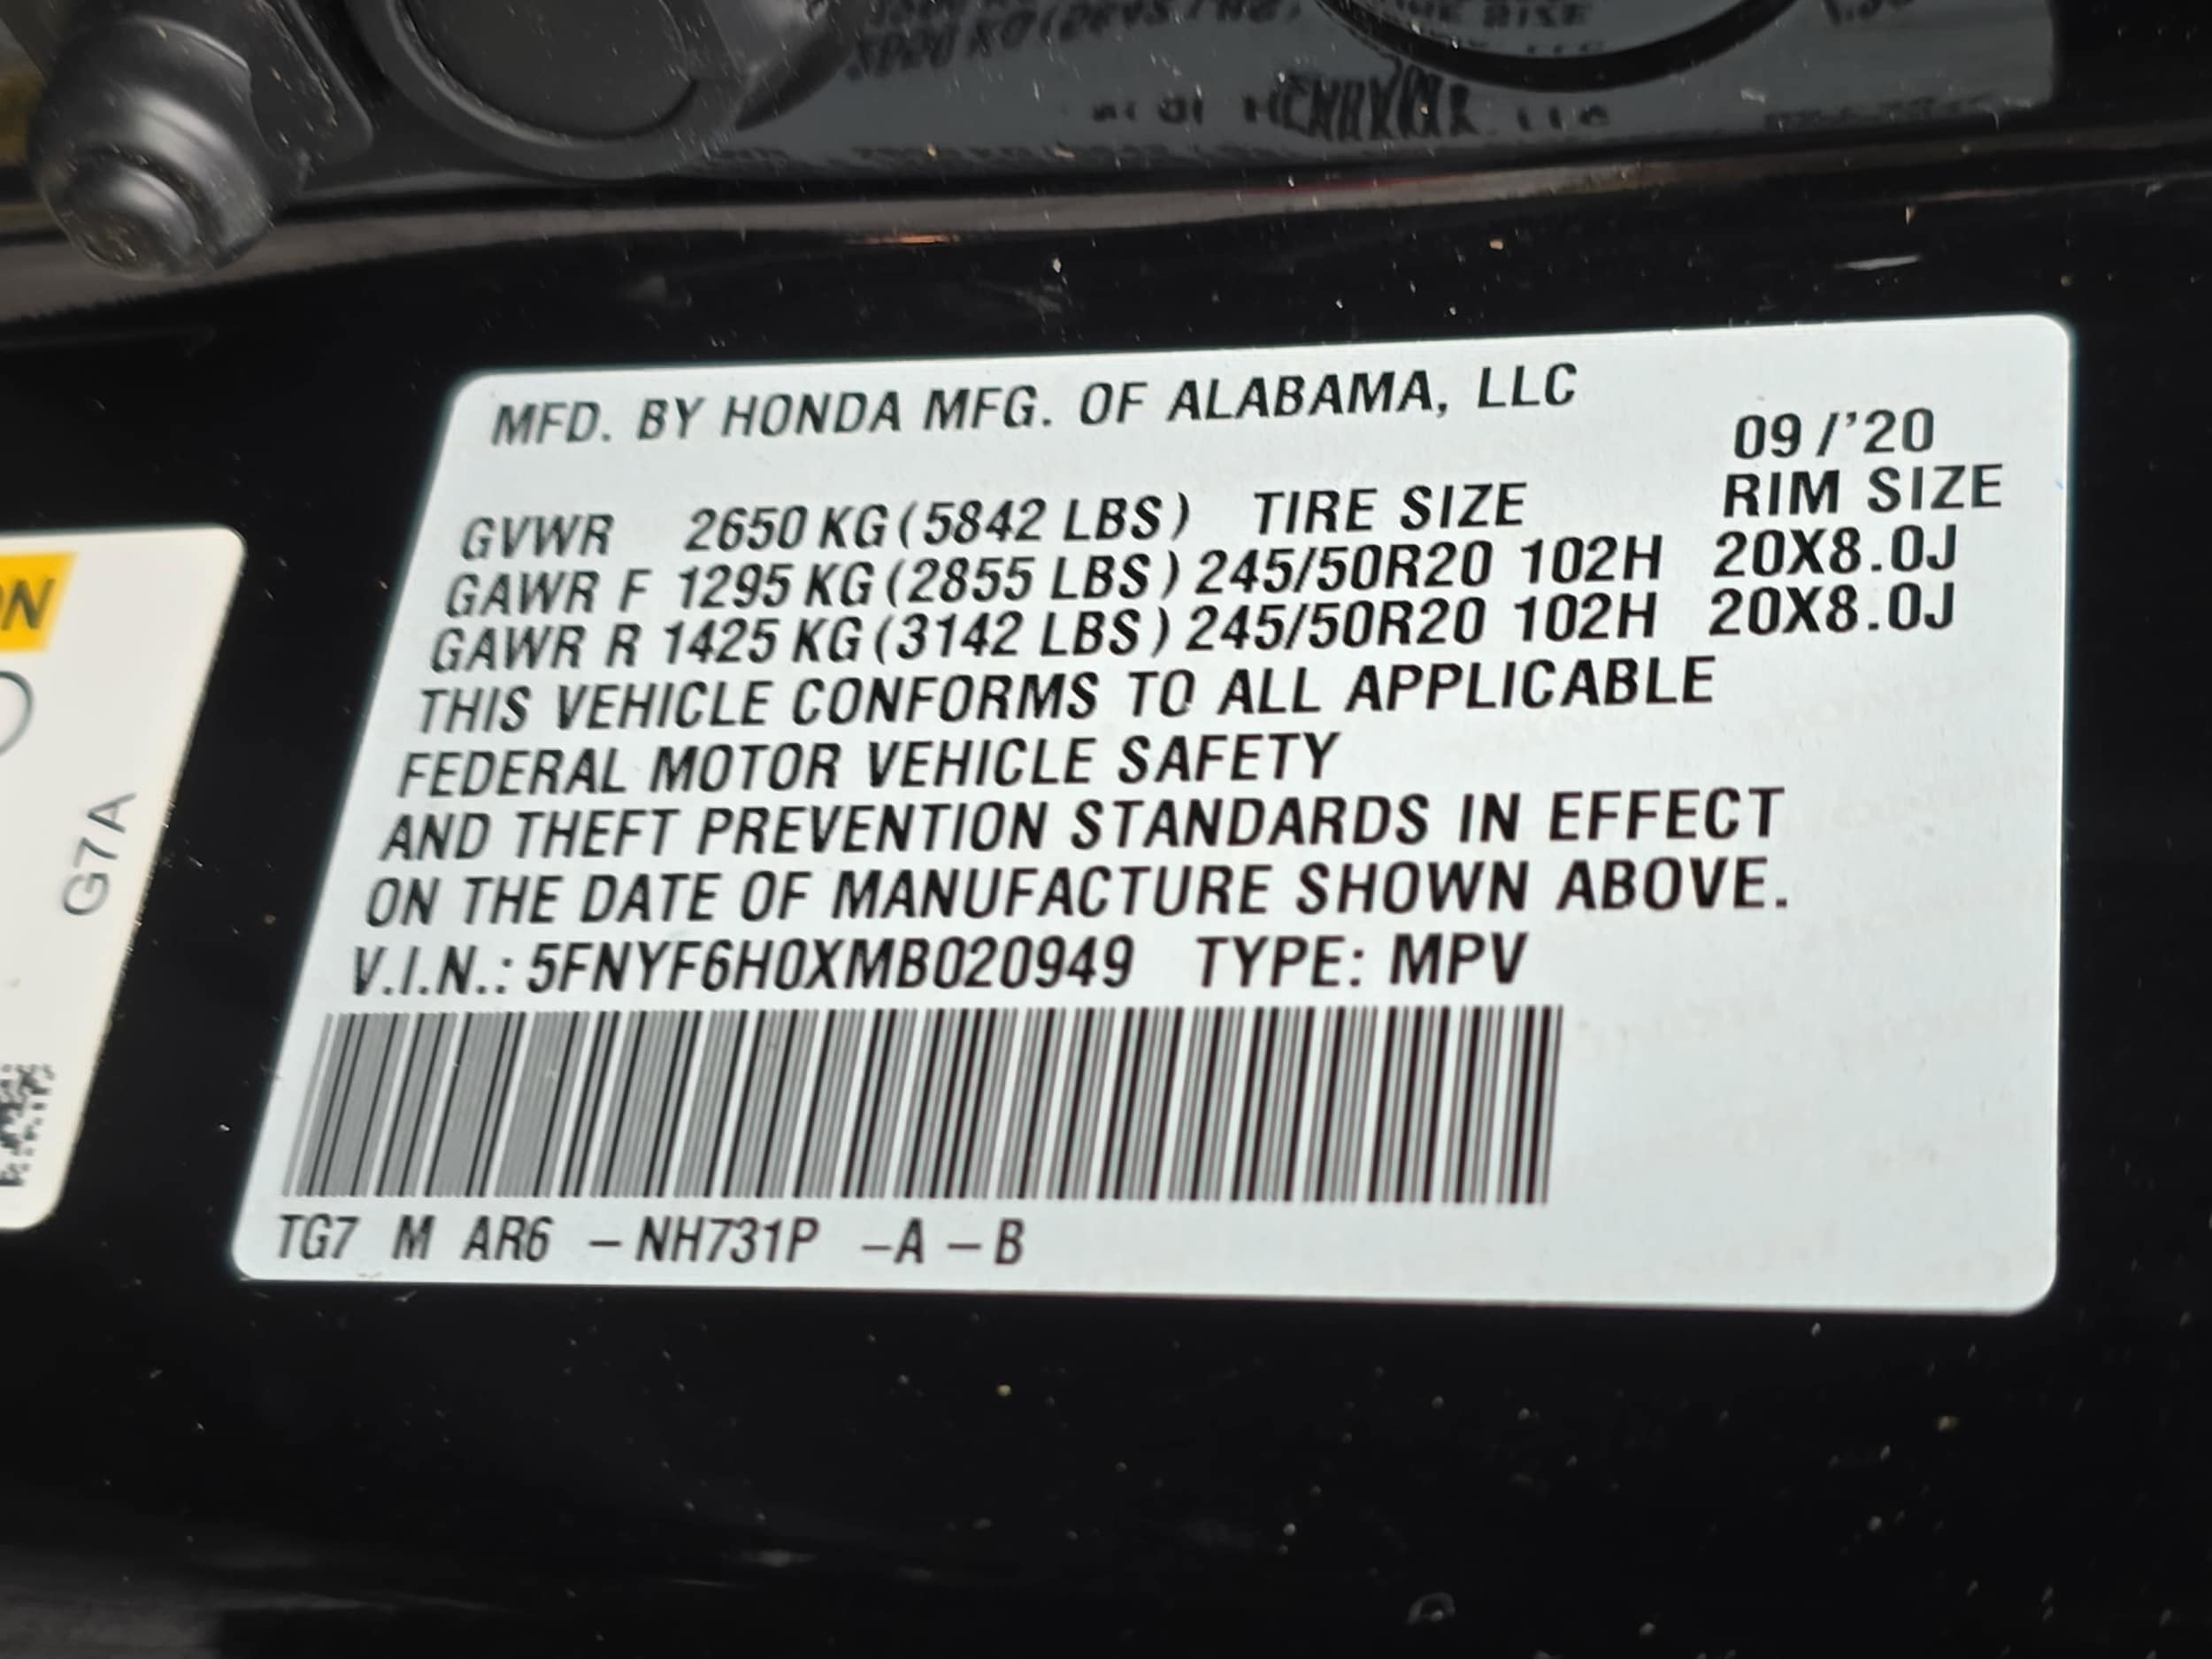 MFD. BY HONDA MFG. OF ALABAMA, LLC
09/'20
GVWR 2650 KG (5842 LBS) TIRE SIZE RIM SIZE
GAWR F 1295 KG (2855 LBS) 245/50R20 102H 20X8.0J
GAWR R 1425 KG (3142 LBS) 245/50R20 102H 20X8.0J
THIS VEHICLE CONFORMS TO ALL APPLICABLE
FEDERAL MOTOR VEHICLE SAFETY
AND THEFT PREVENTION STANDARDS IN EFFECT
ON THE DATE OF MANUFACTURE SHOWN ABOVE.
V.I.N.: 5FNYF6H0XMB020949 TYPE: MPV
TG7 M AR6 – NH731P –A – B
G7A